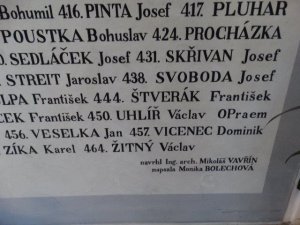 Bohumil 416. PINTA Josef 417. PLUHAR
POUSTKA Bohuslav 424. PROCHÁZKA
SEDLÁČEK Josef 431. SKŘIVAN Josef
STREIT Jaroslav 438. SVOBODA Josef
LPA František 444. ŠTVERÁK František
ČEK František 450. UHLÍŘ Václav OPraem
456. VESELKA Jan 457. VICENEC Dominik
ZÍKA Karel 464. ŽITNÝ Václav
navrhl Ing. arch. Mikoláš VAVŘÍN
napsala Monika BOLECHOVÁ